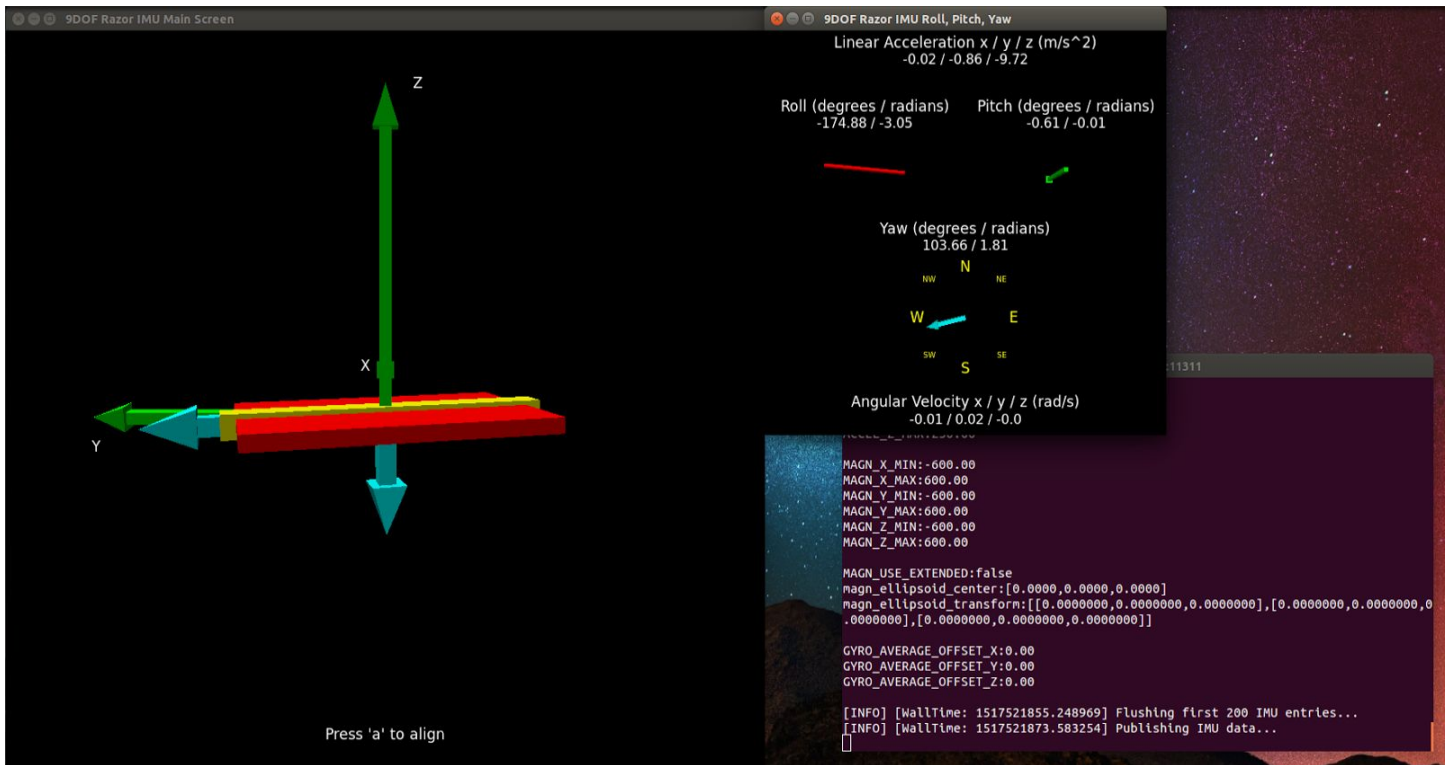 9DOF Razor IMU Main Screen
Z
X
Y
Press 'a' to align
9DOF Razor IMU Roll, Pitch, Yaw
Linear Acceleration x / y / z (m/s^2)
-0.02 / -0.86 / -9.72
Roll (degrees / radians)
-174.88 / -3.05
Pitch (degrees / radians)
-0.61 / -0.01
Yaw (degrees / radians)
103.66 / 1.81
N
NW
NE
W
E
SW
SE
S
Angular Velocity x / y / z (rad/s)
-0.01 / 0.02 / -0.0
:11311
MAGN_X_MIN:-600.00
MAGN_X_MAX:600.00
MAGN_Y_MIN:-600.00
MAGN_Y_MAX:600.00
MAGN_Z_MIN:-600.00
MAGN_Z_MAX:600.00
MAGN_USE_EXTENDED:false
magn_ellipsoid_center:[0.0000,0.0000,0.0000]
magn_ellipsoid_transform:[[0.0000000,0.0000000,0.0000000],[0.0000000,0.0000000,0
.0000000],[0.0000000,0.0000000,0.0000000]]
GYRO_AVERAGE_OFFSET_X:0.00
GYRO_AVERAGE_OFFSET_Y:0.00
GYRO_AVERAGE_OFFSET_Z:0.00
[INFO] [WallTime: 1517521855.248969] Flushing first 200 IMU entries...
[INFO] [WallTime: 1517521873.583254] Publishing IMU data...